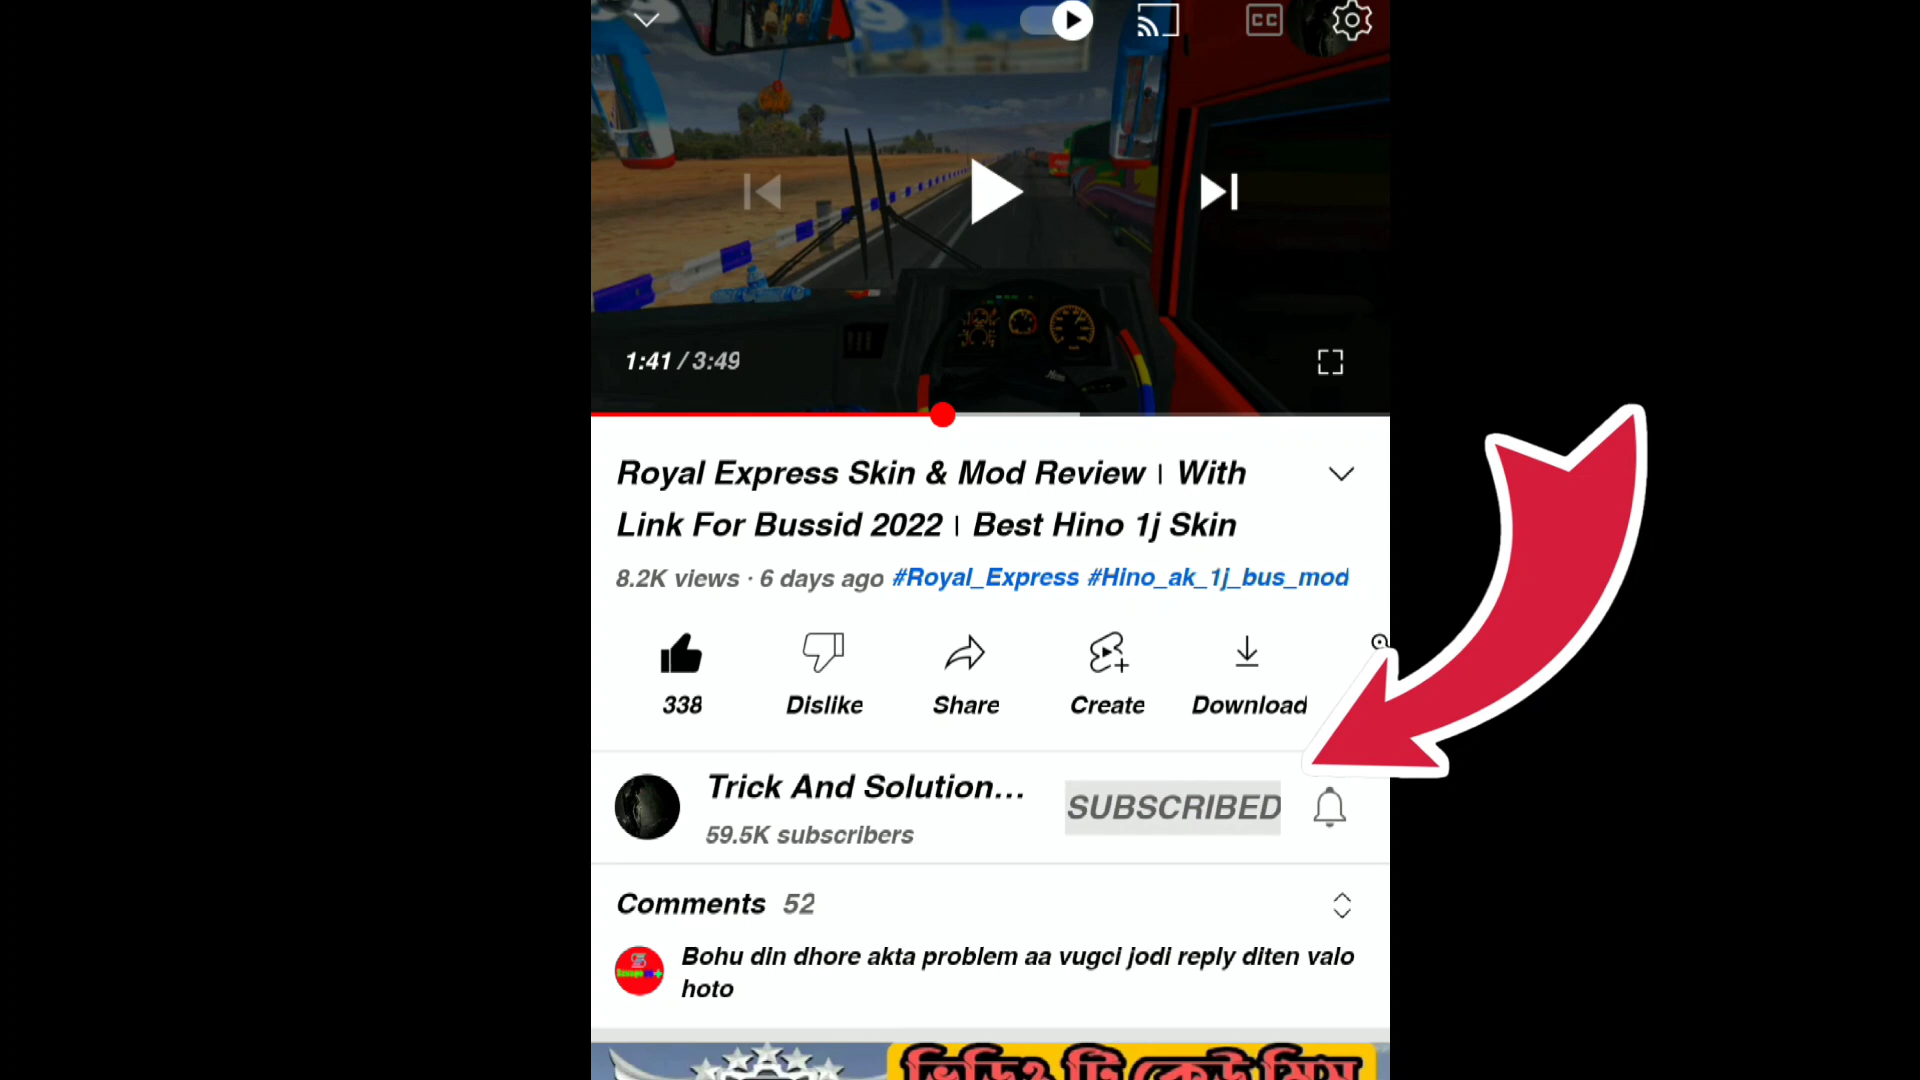 CC
1:41 / 3:49
Royal Express Skin & Mod Review | With
Link For Bussid 2022 | Best Hino 1j Skin
8.2K views · 6 days ago #Royal_Express #Hino_ak_1j_bus_mod
338
Dislike
Share
Create
Download
Trick And Solution...
SUBSCRIBED
59.5K subscribers
Comments 52
Bohu din dhore akta problem aa vugci jodi reply diten valo
hoto
ভিডিও টি কেউ মিস